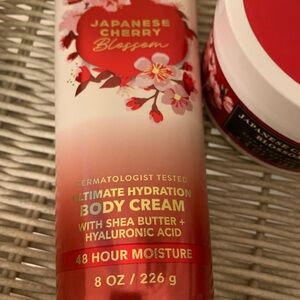 JAPANESE
CHERRY
Blossom
DERMATOLOGIST TESTED
ULTIMATE HYDRATION
BODY CREAM
WITH SHEA BUTTER +
HYALURONIC ACID
48 HOUR MOISTURE
8 OZ / 226 g
JAPANESE